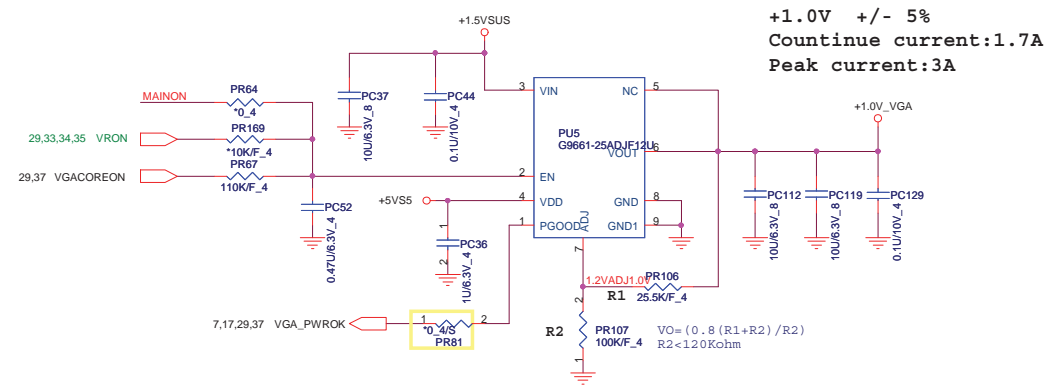 +1.0V +/- 5%
Countinue current:1.7A
Peak current:3A
+1.5VSUS
PR64
MAINON
*0_4
PC37
10U/6.3V_8
PC44
0.1U/10V_4
3
VIN
NC
5
+1.0V_VGA
PR169
29,33,34,35 VRON
*10K/F_4
PU5
G9661-25ADJF12U
VOUT
6
PR67
29,37 VGACOREON
110K/F_4
2
EN
PC52
0.47U/6.3V_4
+5VS5
4
VDD
GND
8
1
PGOOD
ADJ
GND1
9
PC112
10U/6.3V_8
PC119
10U/6.3V_8
PC129
0.1U/10V_4
1
PC36
2
1U/6.3V_4
7
1.2VADJ1.0V
PR106
R1
25.5K/F_4
7,17,29,37 VGA_PWROK
1
2
*0_4/S
PR81
2
R2
PR107
100K/F_4
1
VO=(0.8(R1+R2)/R2)
R2<120Kohm